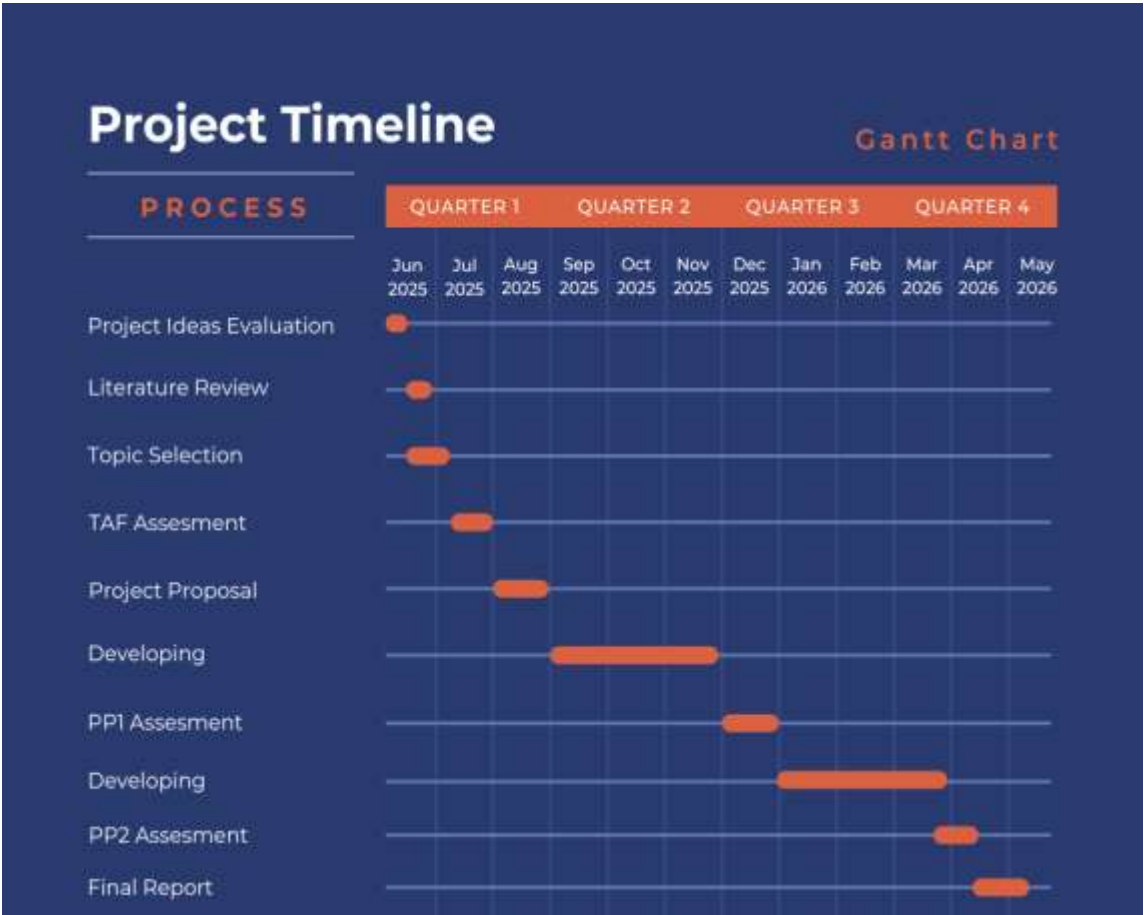 Project Timeline
Gantt Chart
PROCESS
QUARTER 1 QUARTER 2 QUARTER 3 QUARTER 4
Jun Jul Aug Sep Oct Nov Dec Jan Feb Mar Apr May
2025 2025 2025 2025 2025 2025 2025 2026 2026 2026 2026 2026
Project Ideas Evaluation
Literature Review
Topic Selection
TAF Assesment
Project Proposal
Developing
PP1 Assesment
Developing
PP2 Assesment
Final Report